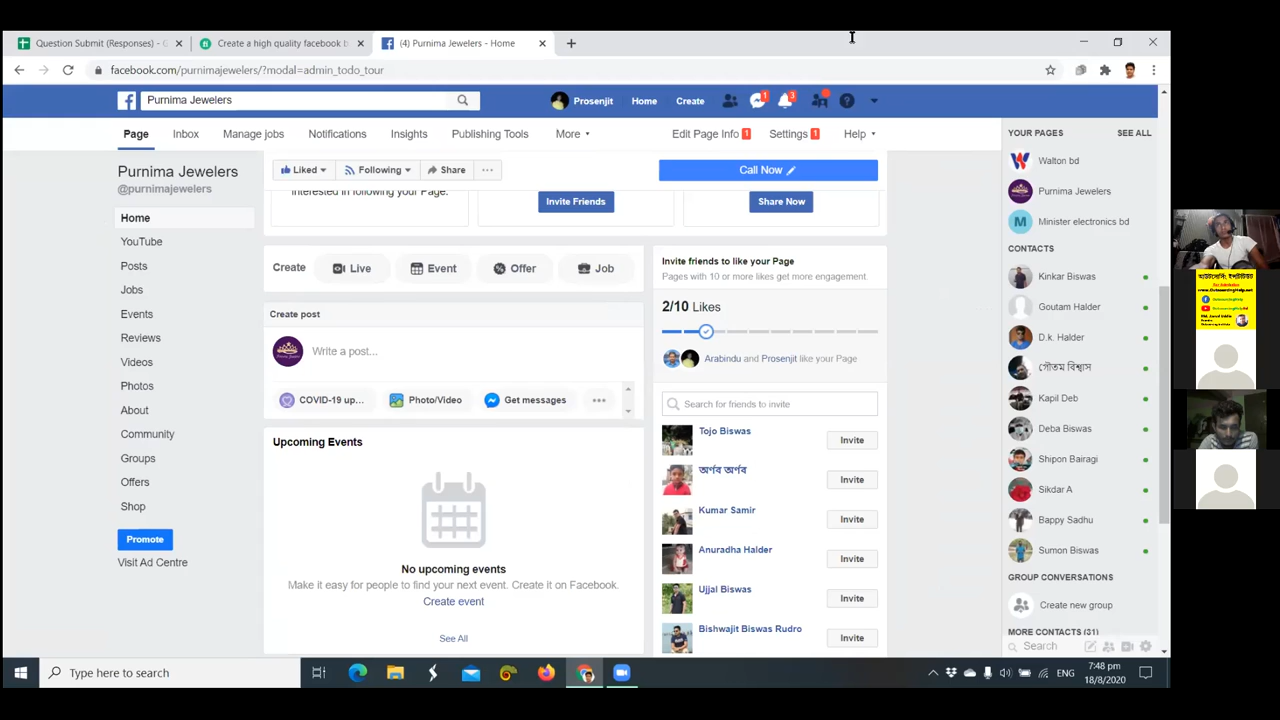 Question Submit (Responses) - G
Create a high quality facebook b
(4) Purnima Jewelers - Home
facebook.com/purnimajewelers/?modal=admin_todo_tour
Purnima Jewelers
Prosenjit
Home
Create
1
3
Page
Inbox
Manage jobs
Notifications
Insights
Publishing Tools
More
Edit Page Info 1
Settings 1
Help
Purnima Jewelers
@purnimajewelers
Home
YouTube
Posts
Jobs
Events
Reviews
Videos
Photos
About
Community
Groups
Offers
Shop
Promote
Visit Ad Centre
Liked
Following
Share
Call Now
interested in following your Page.
Invite Friends
Share Now
Create
Live
Event
Offer
Job
Create post
Write a post...
COVID-19 up...
Photo/Video
Get messages
Upcoming Events
No upcoming events
Make it easy for people to find your next event. Create it on Facebook.
Create event
See All
Invite friends to like your Page
Pages with 10 or more likes get more engagement.
2/10 Likes
Arabindu and Prosenjit like your Page
Search for friends to invite
Tojo Biswas
Invite
অর্ণব অর্ণব
Invite
Kumar Samir
Invite
Anuradha Halder
Invite
Ujjal Biswas
Invite
Bishwajit Biswas Rudro
Invite
YOUR PAGES
SEE ALL
Walton bd
Purnima Jewelers
M
Minister electronics bd
CONTACTS
Kinkar Biswas
Goutam Halder
D.k. Halder
গৌতম বিশ্বাস
Kapil Deb
Deba Biswas
Shipon Bairagi
Sikdar A
Bappy Sadhu
Sumon Biswas
GROUP CONVERSATIONS
Create new group
MORE CONTACTS (31)
Search
Type here to search
ENG
7:48 pm
18/8/2020